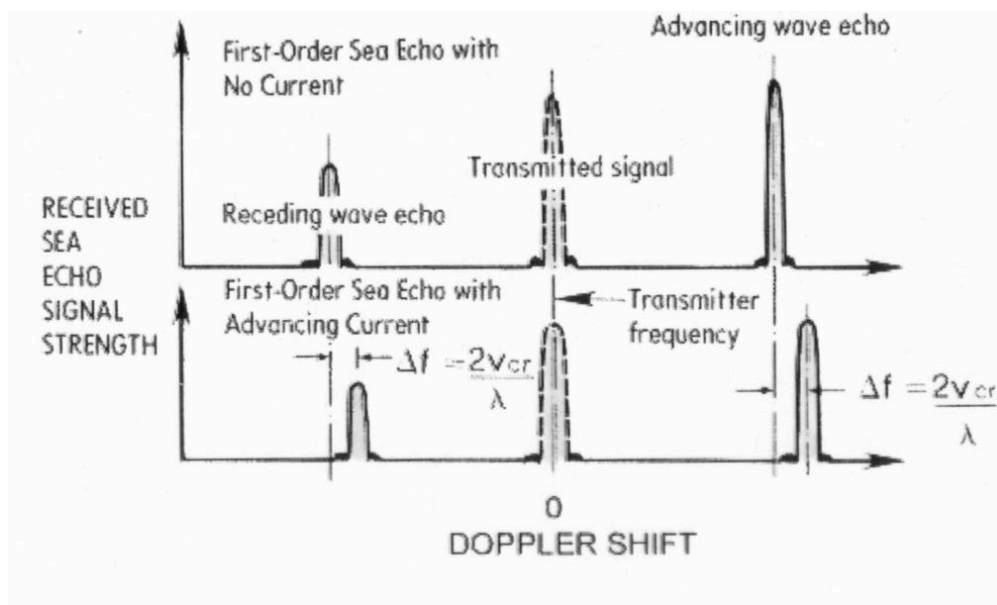 Advancing wave echo
First-Order Sea Echo with
No Current
Transmitted signal
Receding wave echo
RECEIVED
SEA
ECHO
SIGNAL
STRENGTH
First-Order Sea Echo with
Advancing Current
Transmitter
frequency
Δf = 2vcr
λ
Δf = 2vcr
λ
0
DOPPLER SHIFT